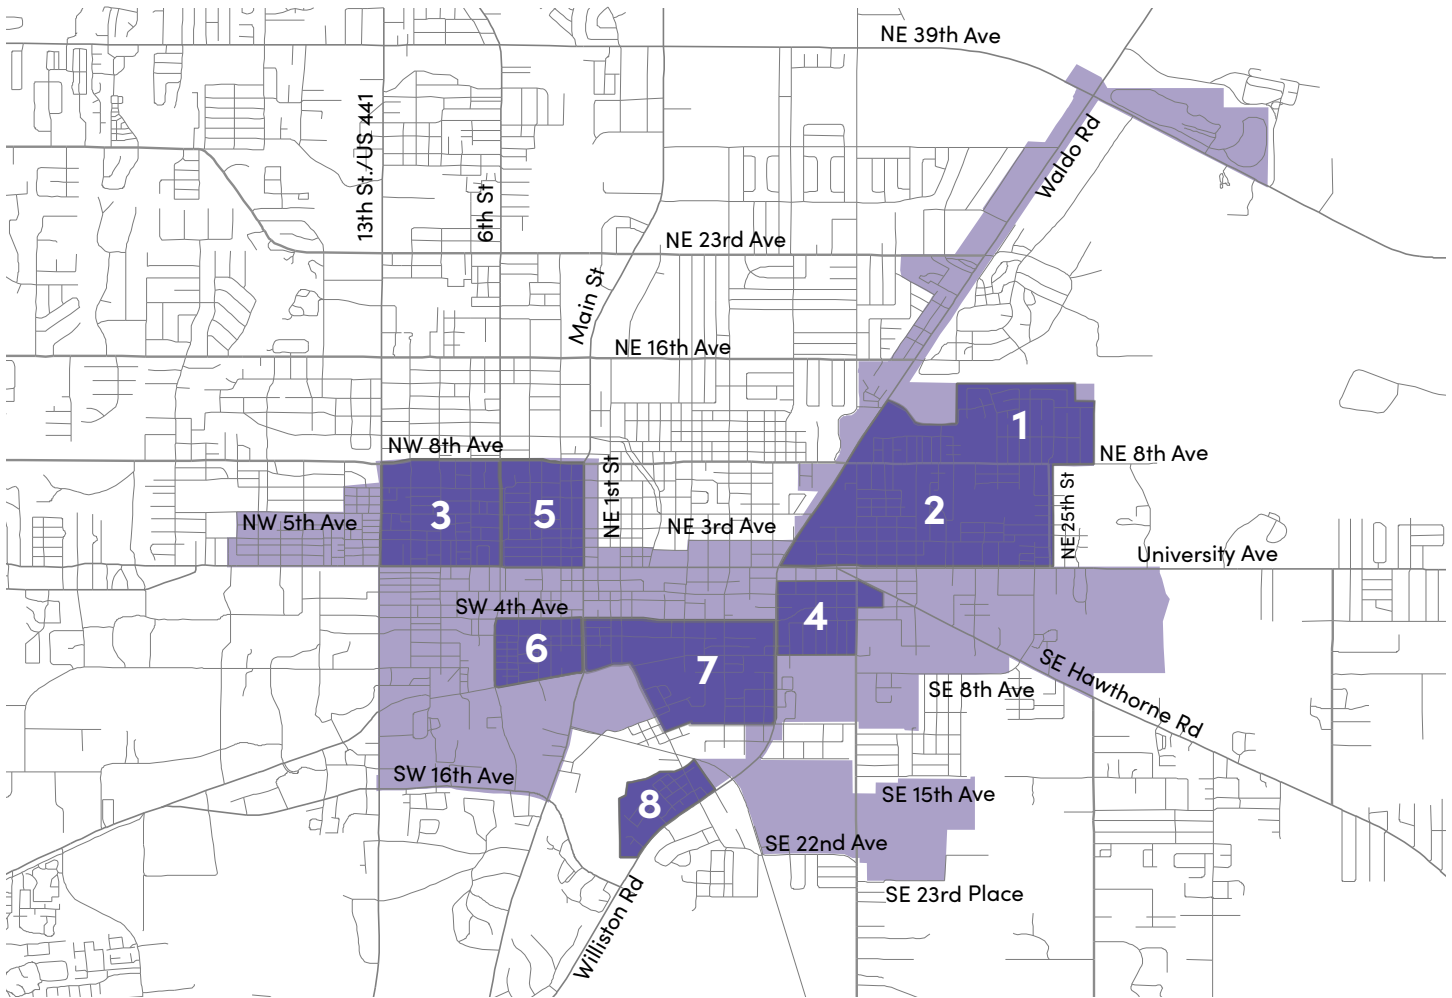 NE 39th Ave
Waldo Rd
13th St./US 441
6th St
NE 23rd Ave
Main St
NE 16th Ave
1
NW 8th Ave
NE 8th Ave
NE 1st St
NE 25th St
3
5
2
NW 5th Ave
NE 3rd Ave
University Ave
SW 4th Ave
4
6
7
SE Hawthorne Rd
SE 8th Ave
SW 16th Ave
8
SE 15th Ave
SE 22nd Ave
SE 23rd Place
Williston Rd